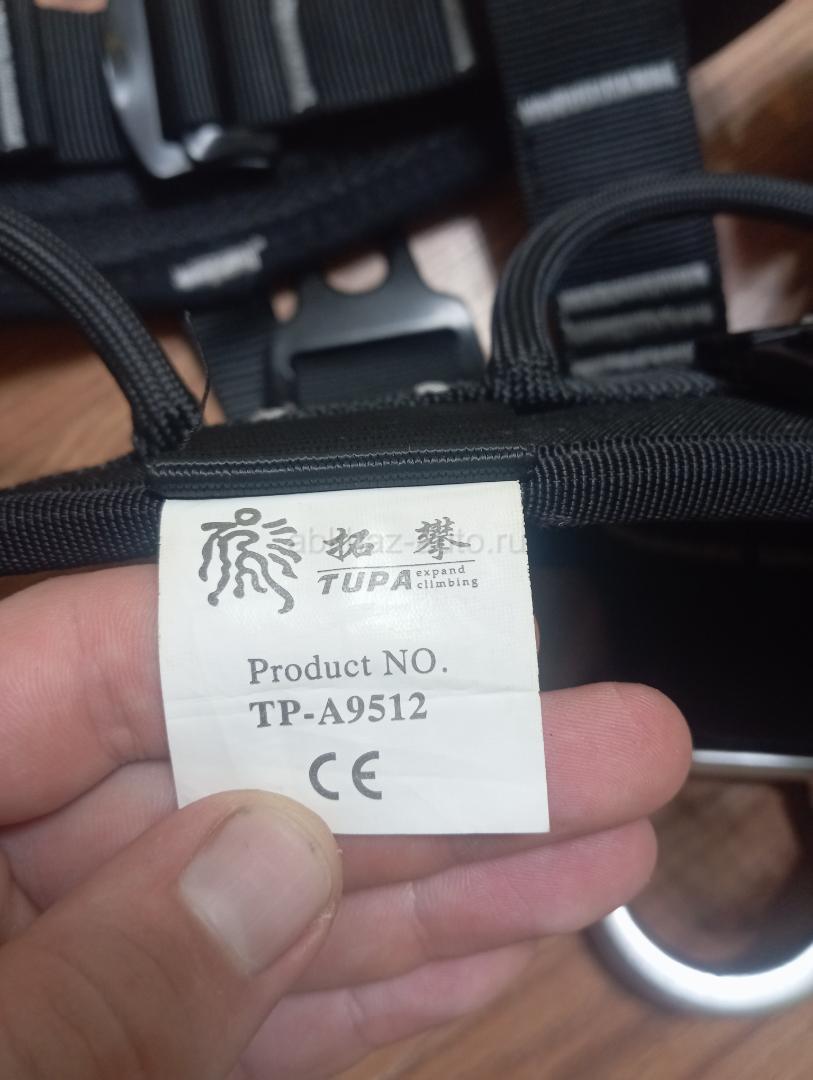 拓攀
TUPA expand climbing
Product NO.
TP-A9512
CE